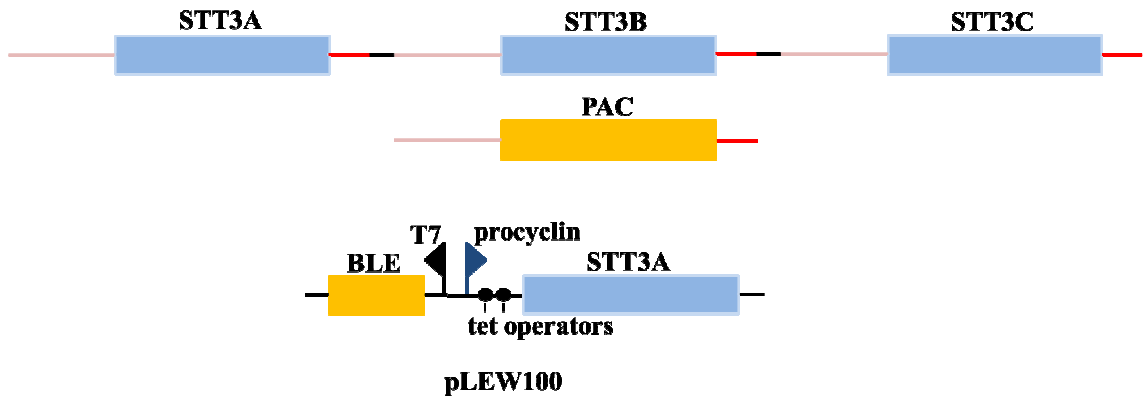 STT3A STT3B STT3C
PAC
T7 procyclin
BLE STT3A
tet operators
pLEW100